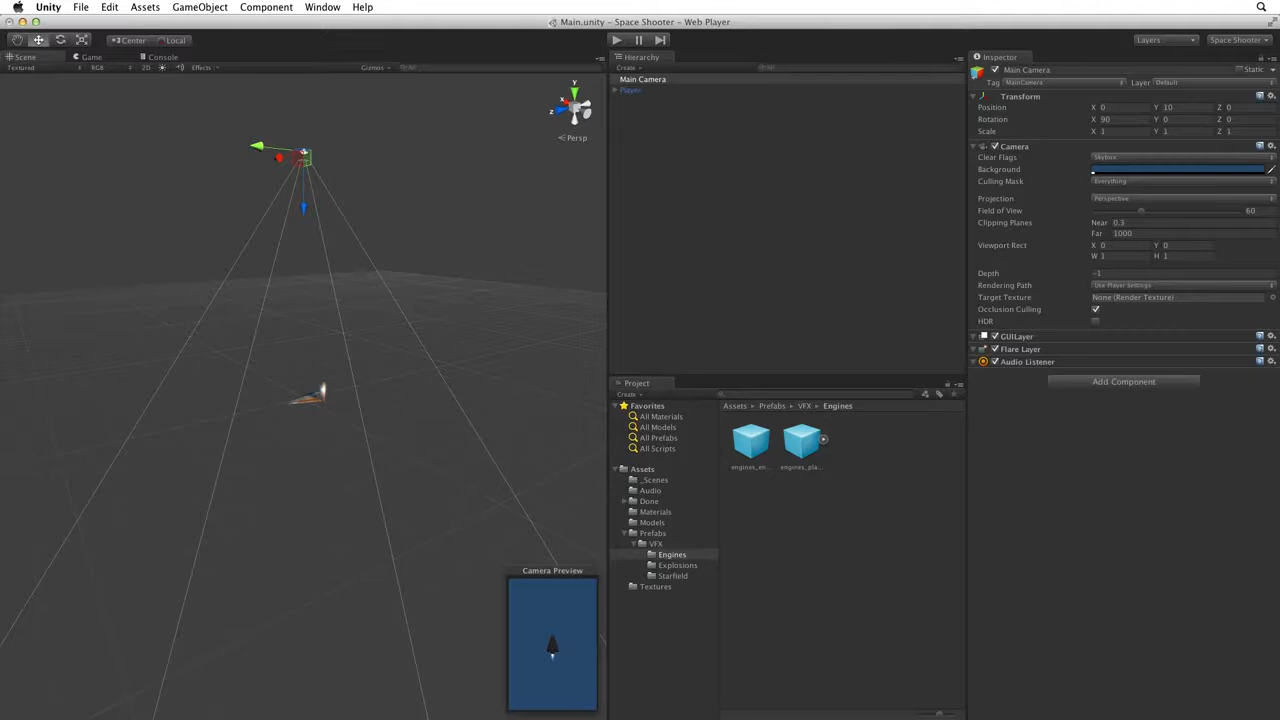 Unity File Edit Assets GameObject Component Window Help
Main.unity – Space Shooter – Web Player
Center Local Layers Space Shooter
Scene Game Console
Textured RGB 2D Effects Gizmos All
y
x
z
Persp
Camera Preview
Hierarchy
Create All
Main Camera
Player
Project
Create
Favorites
All Materials
All Models
All Prefabs
All Scripts
Assets
_Scenes
Audio
Done
Materials
Models
Prefabs
VFX
Engines
Explosions
Starfield
Textures
Assets Prefabs VFX Engines
engines_en... engines_pla...
Inspector
Main Camera Static
Tag MainCamera Layer Default
Transform
Position X 0 Y 10 Z 0
Rotation X 90 Y 0 Z 0
Scale X 1 Y 1 Z 1
Camera
Clear Flags Skybox
Background
Culling Mask Everything
Projection Perspective
Field of View 60
Clipping Planes Near 0.3
Far 1000
Viewport Rect X 0 Y 0
W 1 H 1
Depth -1
Rendering Path Use Player Settings
Target Texture None (Render Texture)
Occlusion Culling
HDR
GUILayer
Flare Layer
Audio Listener
Add Component